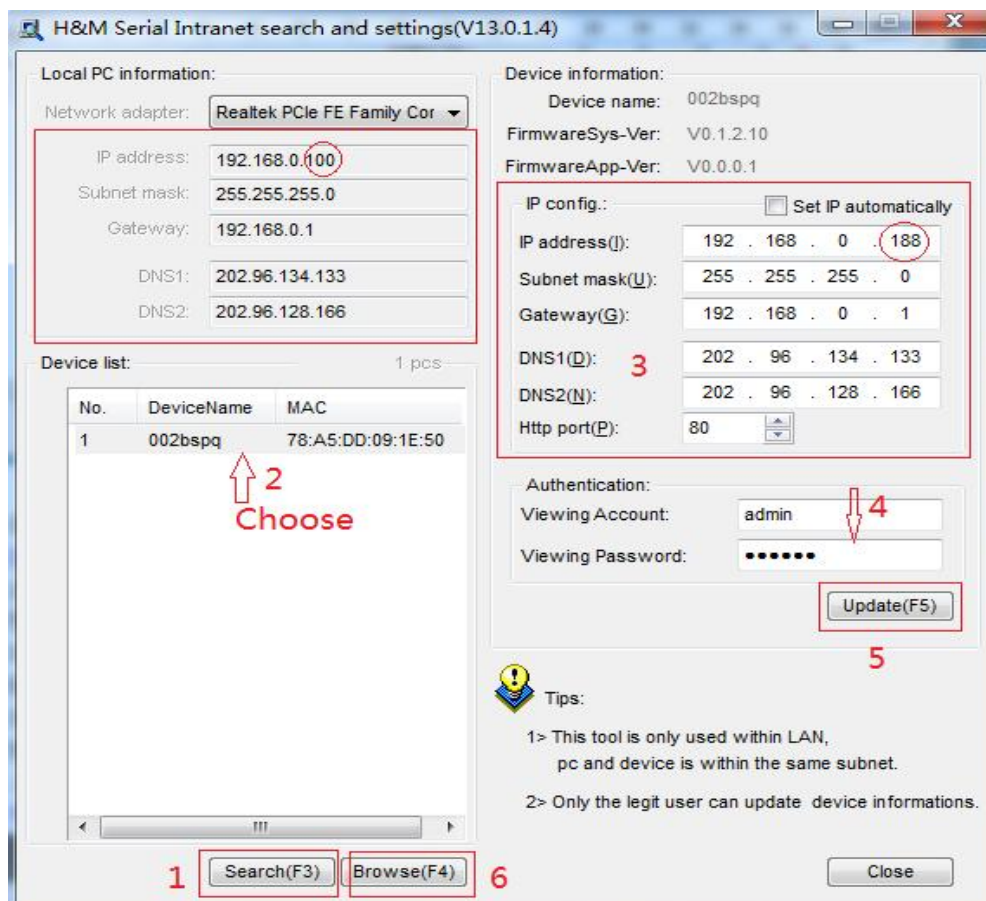 H&M Serial Intranet search and settings(V13.0.1.4)
Local PC information:
Network adapter: Realtek PCIe FE Family Cor
IP address: 192.168.0.100
Subnet mask: 255.255.255.0
Gateway: 192.168.0.1
DNS1: 202.96.134.133
DNS2: 202.96.128.166
Device list: 1 pcs
No. DeviceName MAC
1 002bspq 78:A5:DD:09:1E:50
2
Choose
1 Search(F3) Browse(F4) 6
Device information:
Device name: 002bspq
FirmwareSys-Ver: V0.1.2.10
FirmwareApp-Ver: V0.0.0.1
IP config.: Set IP automatically
IP address(I): 192 . 168 . 0 . 188
Subnet mask(U): 255 . 255 . 255 . 0
Gateway(G): 192 . 168 . 0 . 1
DNS1(D): 202 . 96 . 134 . 133
3
DNS2(N): 202 . 96 . 128 . 166
Http port(P): 80
Authentication:
Viewing Account: admin
4
Viewing Password: ••••••
Update(F5)
5
Tips:
1> This tool is only used within LAN,
pc and device is within the same subnet.
2> Only the legit user can update device informations.
Close